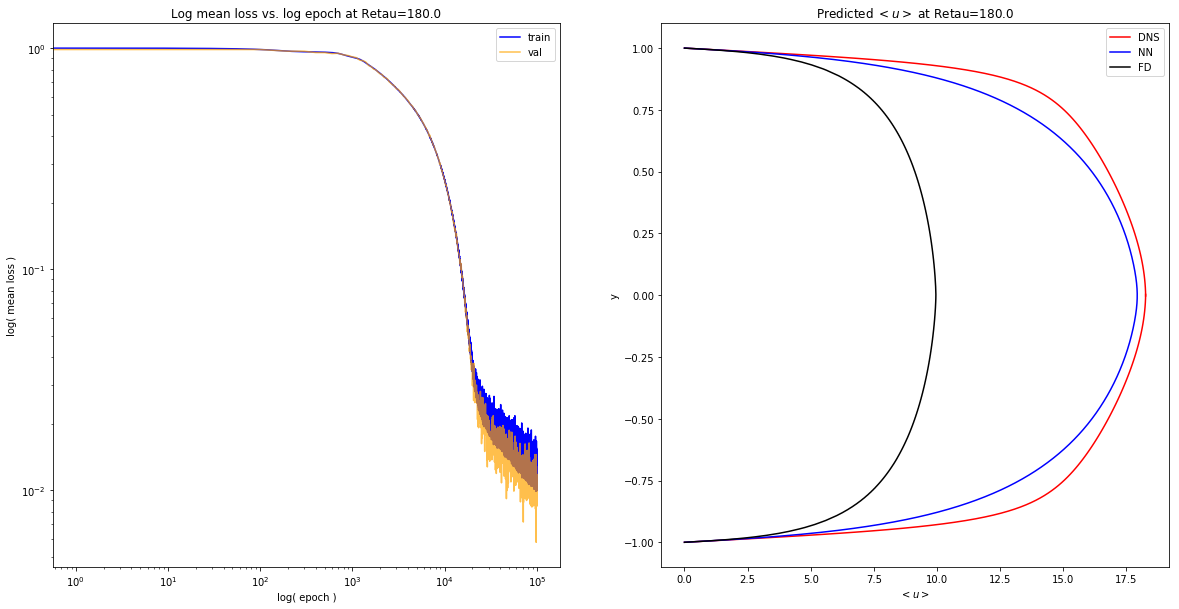 Log mean loss vs. log epoch at Retau=180.0
train
val
10⁰
10⁻¹
10⁻²
log( mean loss )
10⁰ 10¹ 10² 10³ 10⁴ 10⁵
log( epoch )
Predicted < u > at Retau=180.0
DNS
NN
FD
1.00
0.75
0.50
0.25
0.00
−0.25
−0.50
−0.75
−1.00
y
0.0 2.5 5.0 7.5 10.0 12.5 15.0 17.5
< u >